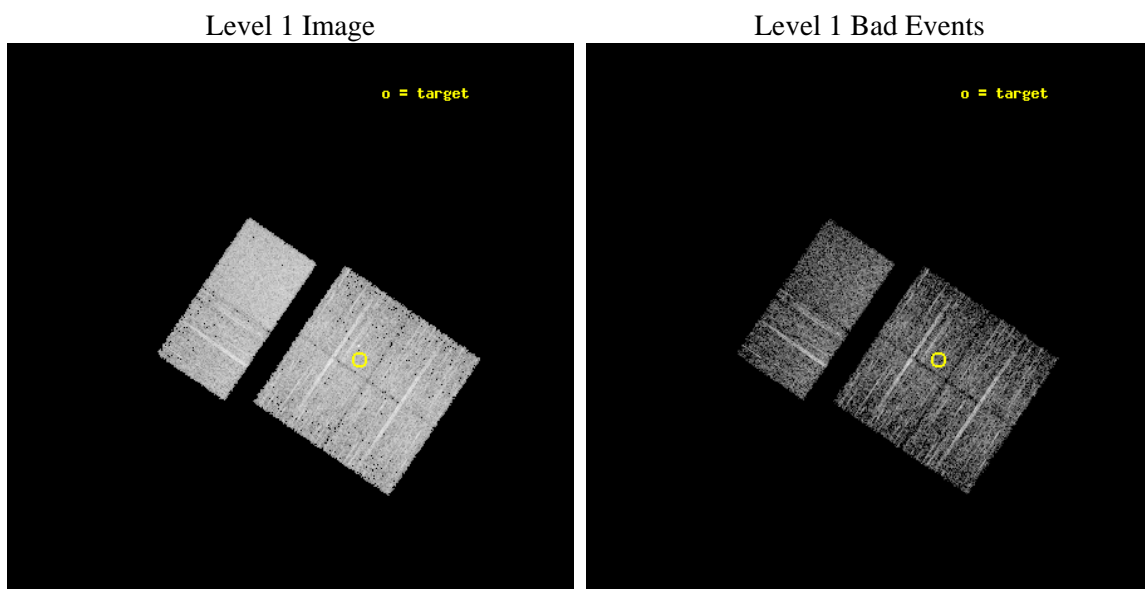 Level 1 Image
Level 1 Bad Events
o = target
o = target